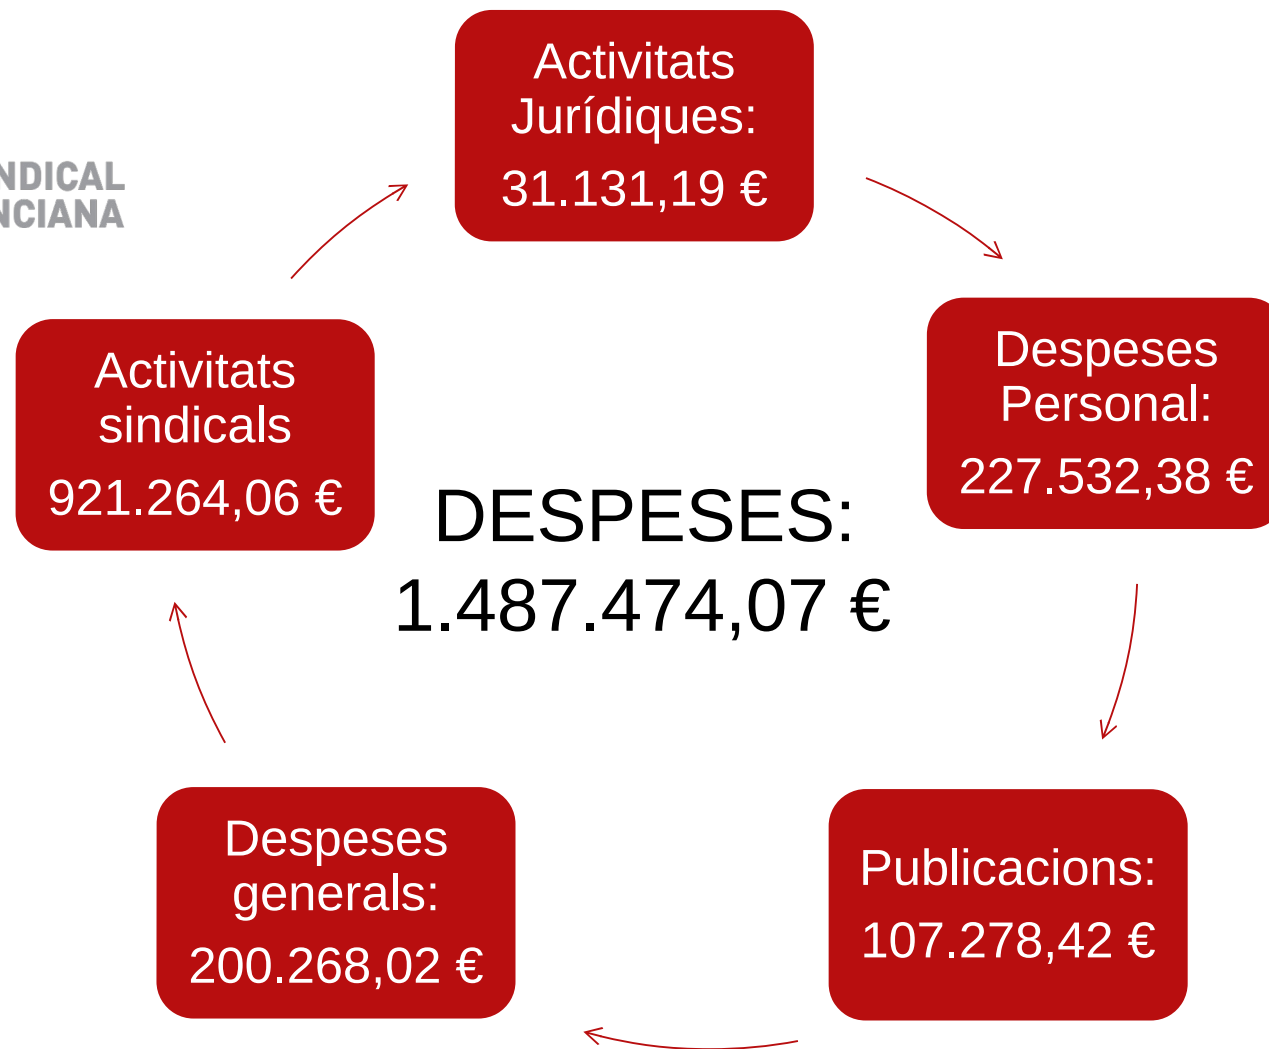 Activitats
Jurídiques:
31.131,19 €
NDICAL
NCIANA
Despeses
Personal:
227.532,38 €
Activitats
sindicals
921.264,06 €
DESPESES:
1.487.474,07 €
Despeses
generals:
200.268,02 €
Publicacions:
107.278,42 €